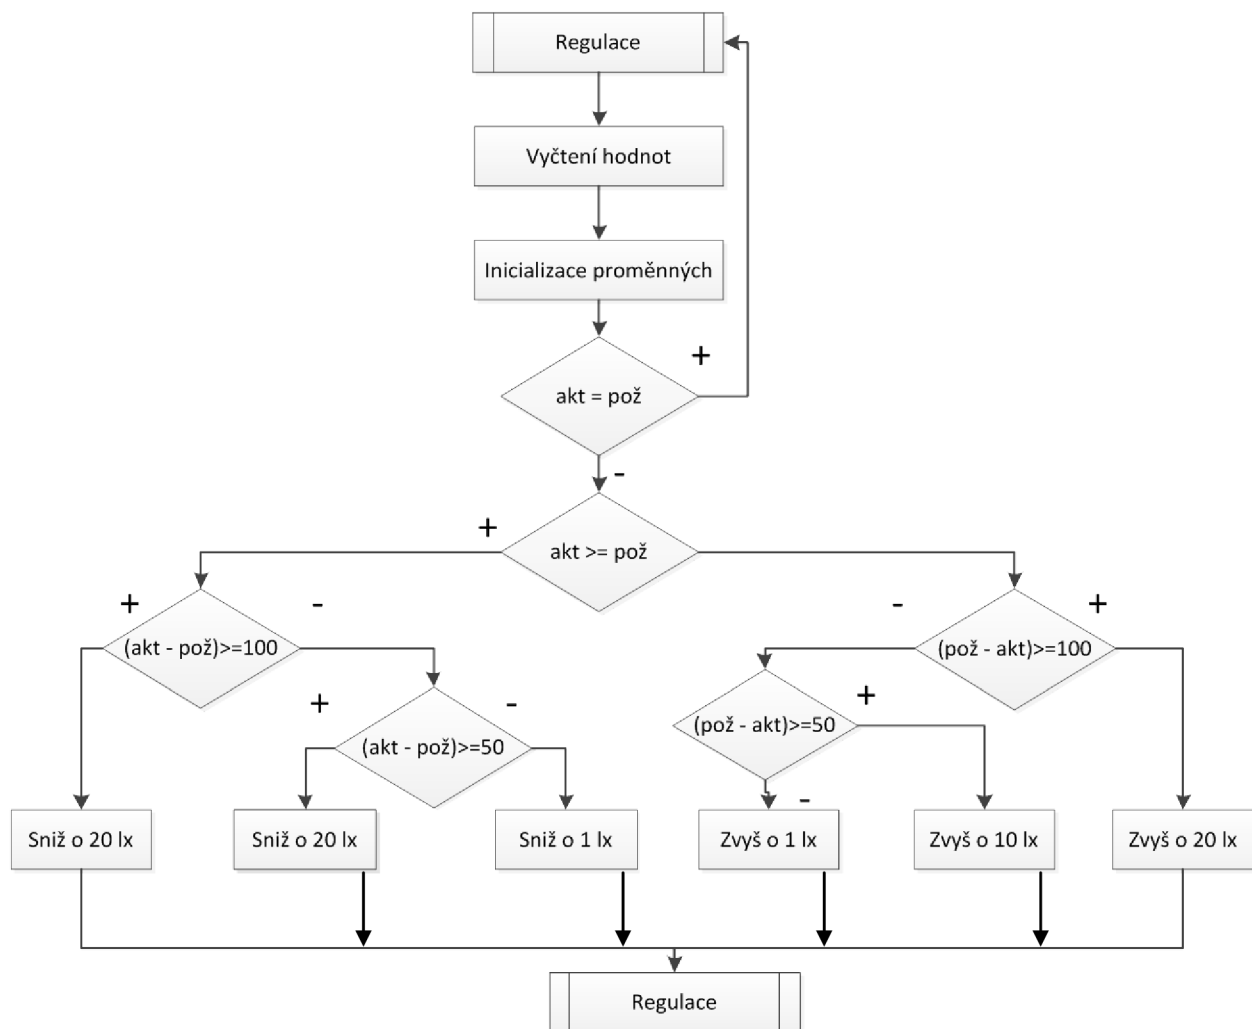 Regulace
Vyčtení hodnot
Inicializace proměnných
+
akt = pož
-
+
akt >= pož
+
-
-
+
(akt - pož)>=100
(pož - akt)>=100
+
-
+
(pož - akt)>=50
(akt - pož)>=50
-
Sniž o 20 lx
Sniž o 20 lx
Sniž o 1 lx
Zvyš o 1 lx
Zvyš o 10 lx
Zvyš o 20 lx
Regulace